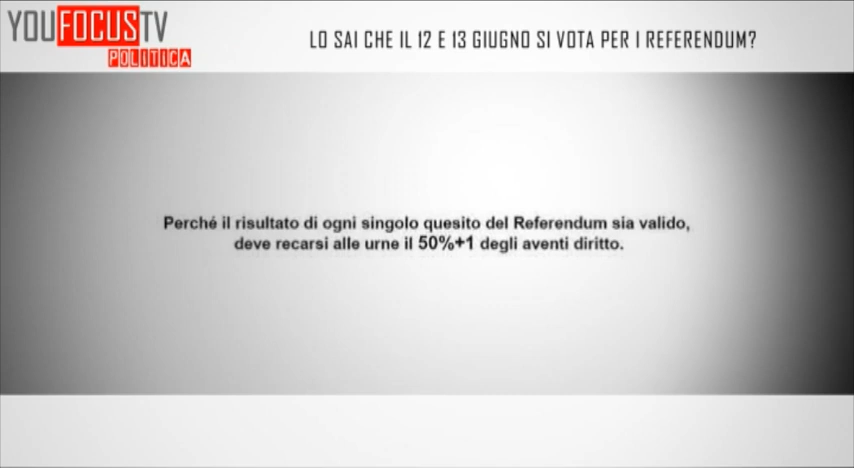 YOUFOCUSTV
POLITICA
LO SAI CHE IL 12 E 13 GIUGNO SI VOTA PER I REFERENDUM?
Perché il risultato di ogni singolo quesito del Referendum sia valido,
deve recarsi alle urne il 50%+1 degli aventi diritto.